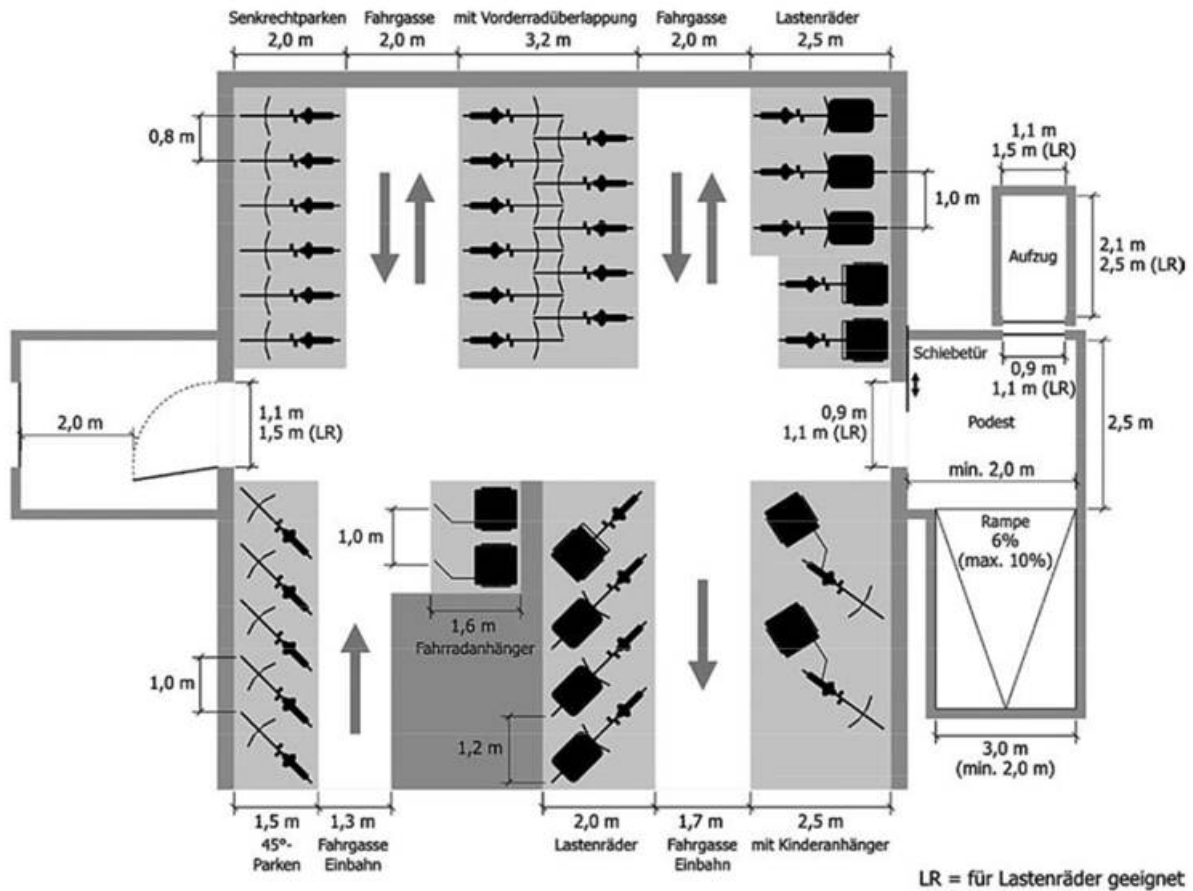 Senkrechtparken
2,0 m
Fahrgasse
2,0 m
mit Vorderradüberlappung
3,2 m
Fahrgasse
2,0 m
Lastenräder
2,5 m
0,8 m
1,0 m
1,1 m
1,5 m (LR)
Aufzug
2,1 m
2,5 m (LR)
Schiebetür
0,9 m
1,1 m (LR)
2,0 m
1,1 m
1,5 m (LR)
0,9 m
1,1 m (LR)
Podest
2,5 m
min. 2,0 m
1,0 m
Rampe
6%
(max. 10%)
1,6 m
Fahrradanhänger
1,0 m
1,2 m
3,0 m
(min. 2,0 m)
1,5 m
45°-
Parken
1,3 m
Fahrgasse
Einbahn
2,0 m
Lastenräder
1,7 m
Fahrgasse
Einbahn
2,5 m
mit Kinderanhänger
LR = für Lastenräder geeignet